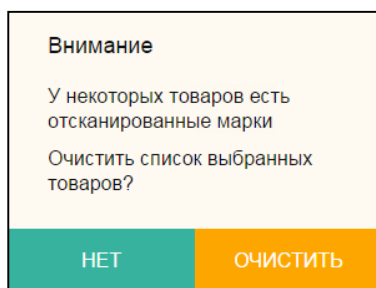 Внимание
У некоторых товаров есть
отсканированные марки
Очистить список выбранных
товаров?
НЕТ
ОЧИСТИТЬ